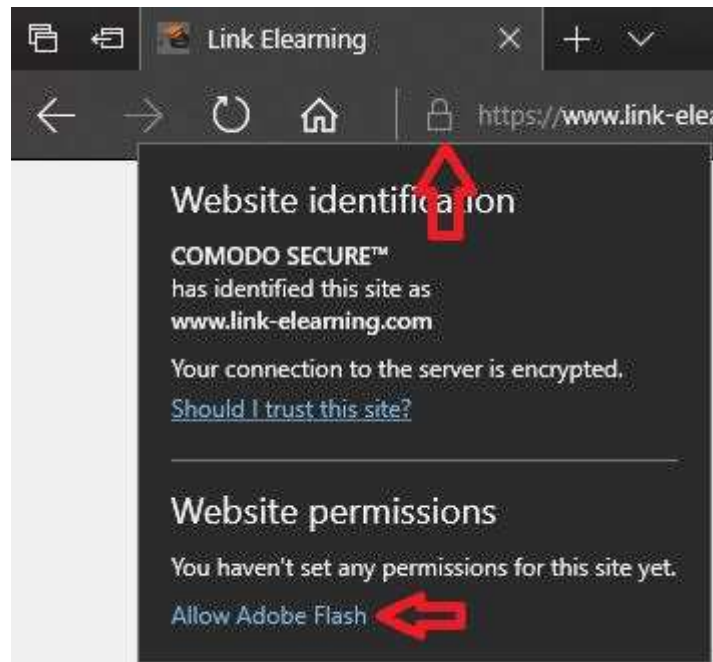 Link Elearning
https://www.link-elea
Website identification
COMODO SECURE™
has identified this site as
www.link-elearning.com
Your connection to the server is encrypted.
Should I trust this site?
Website permissions
You haven't set any permissions for this site yet.
Allow Adobe Flash